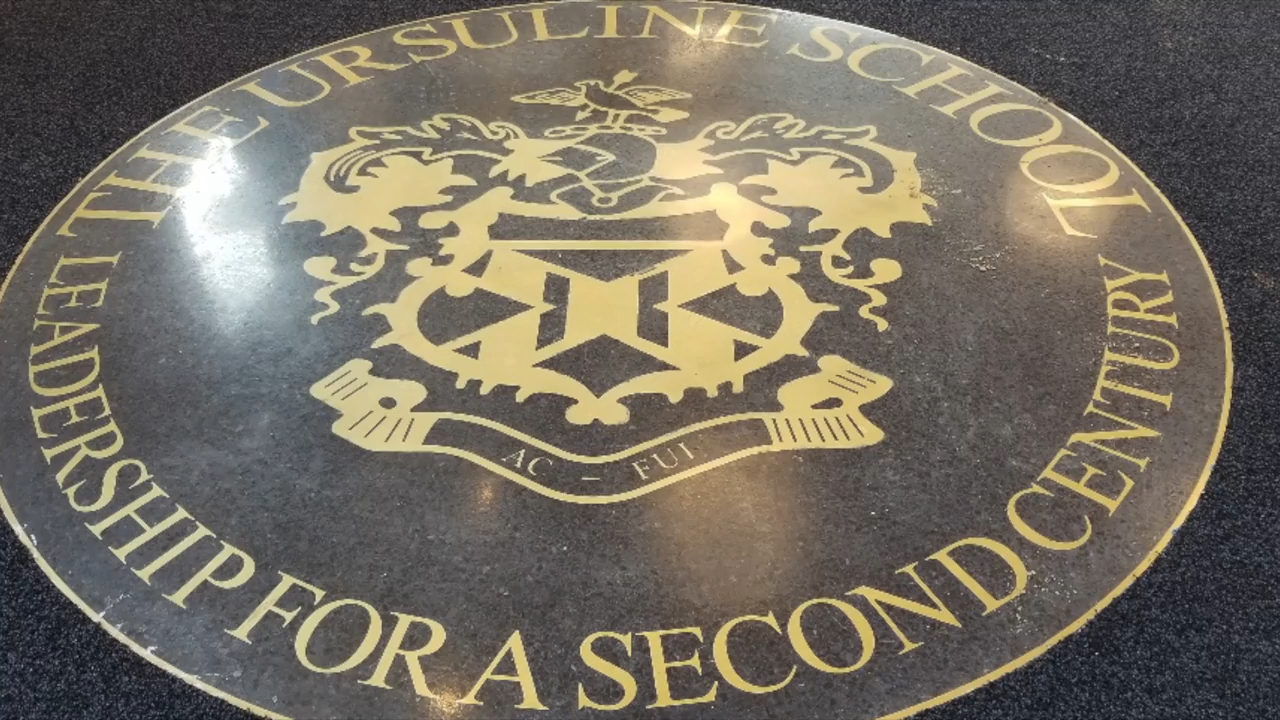 THE URSULINE SCHOOL
AC – FUI
LEADERSHIP FOR A SECOND CENTURY